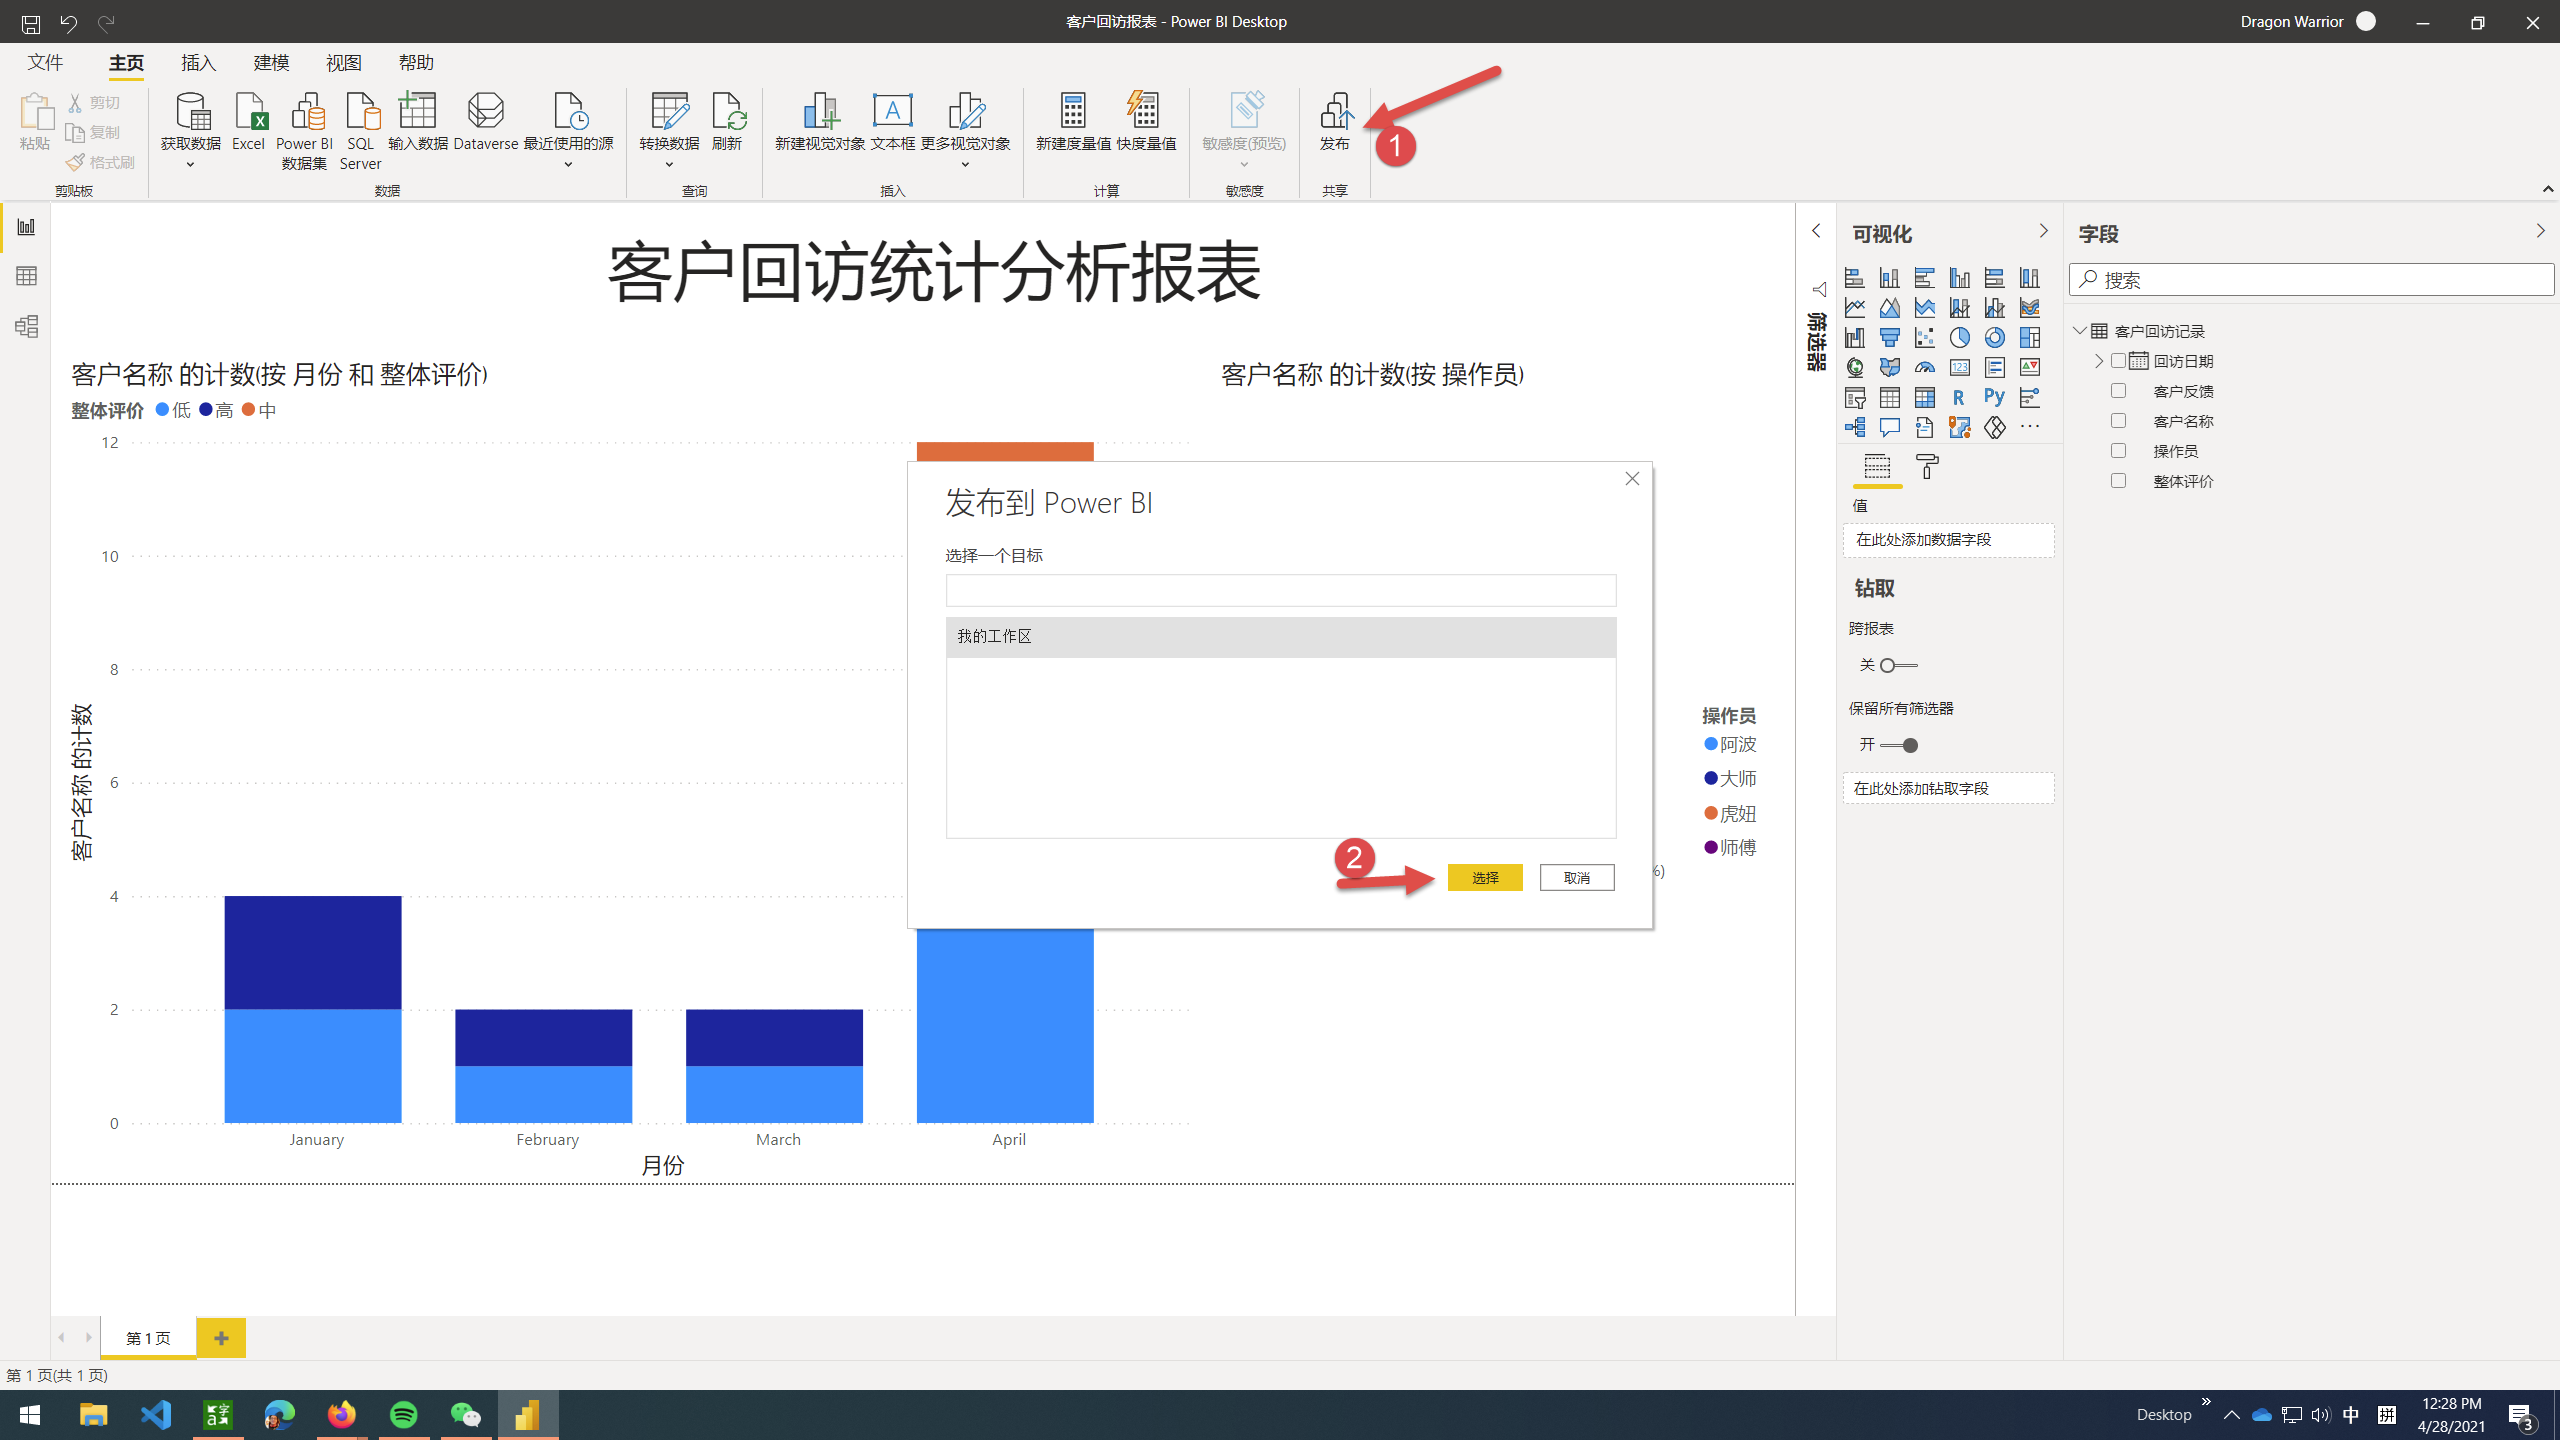 客户回访报表 - Power BI Desktop
Dragon Warrior
文件 主页 插入 建模 视图 帮助
粘贴
剪切
复制
格式刷
剪贴板
获取数据
Excel
Power BI
数据集
SQL
Server
输入数据
Dataverse
最近使用的源
数据
转换数据
刷新
查询
新建视觉对象
文本框
更多视觉对象
插入
新建度量值
快度量值
计算
敏感度(预览)
敏感度
发布
共享
1
客户回访统计分析报表
客户名称 的计数(按 月份 和 整体评价)
整体评价 低 高 中
12
10
8
6
4
2
0
客户名称 的计数
January
February
March
April
月份
客户名称 的计数(按 操作员)
操作员
阿波
大师
虎妞
师傅
%)
发布到 Power BI
选择一个目标
我的工作区
2
选择
取消
筛选器
可视化
123
R
Py
值
在此处添加数据字段
钻取
跨报表
关
保留所有筛选器
开
在此处添加钻取字段
字段
搜索
客户回访记录
回访日期
客户反馈
客户名称
操作员
整体评价
第 1 页
第 1 页(共 1 页)
Desktop
中
拼
12:28 PM
4/28/2021
3